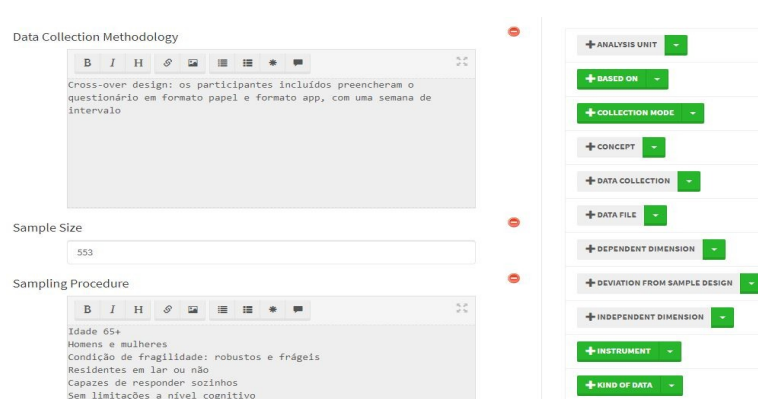 Data Collection Methodology
B I H
Cross-over design: os participantes incluídos preencheram o
questionário em formato papel e formato app, com uma semana de
intervalo
Sample Size
553
Sampling Procedure
B I H
Idade 65+
Homens e mulheres
Condição de fragilidade: robustos e frágeis
Residentes em lar ou não
Capazes de responder sozinhos
Sem limitações a nível cognitivo
ANALYSIS UNIT
BASED ON
COLLECTION MODE
CONCEPT
DATA COLLECTION
DATA FILE
DEPENDENT DIMENSION
DEVIATION FROM SAMPLE DESIGN
INDEPENDENT DIMENSION
INSTRUMENT
KIND OF DATA